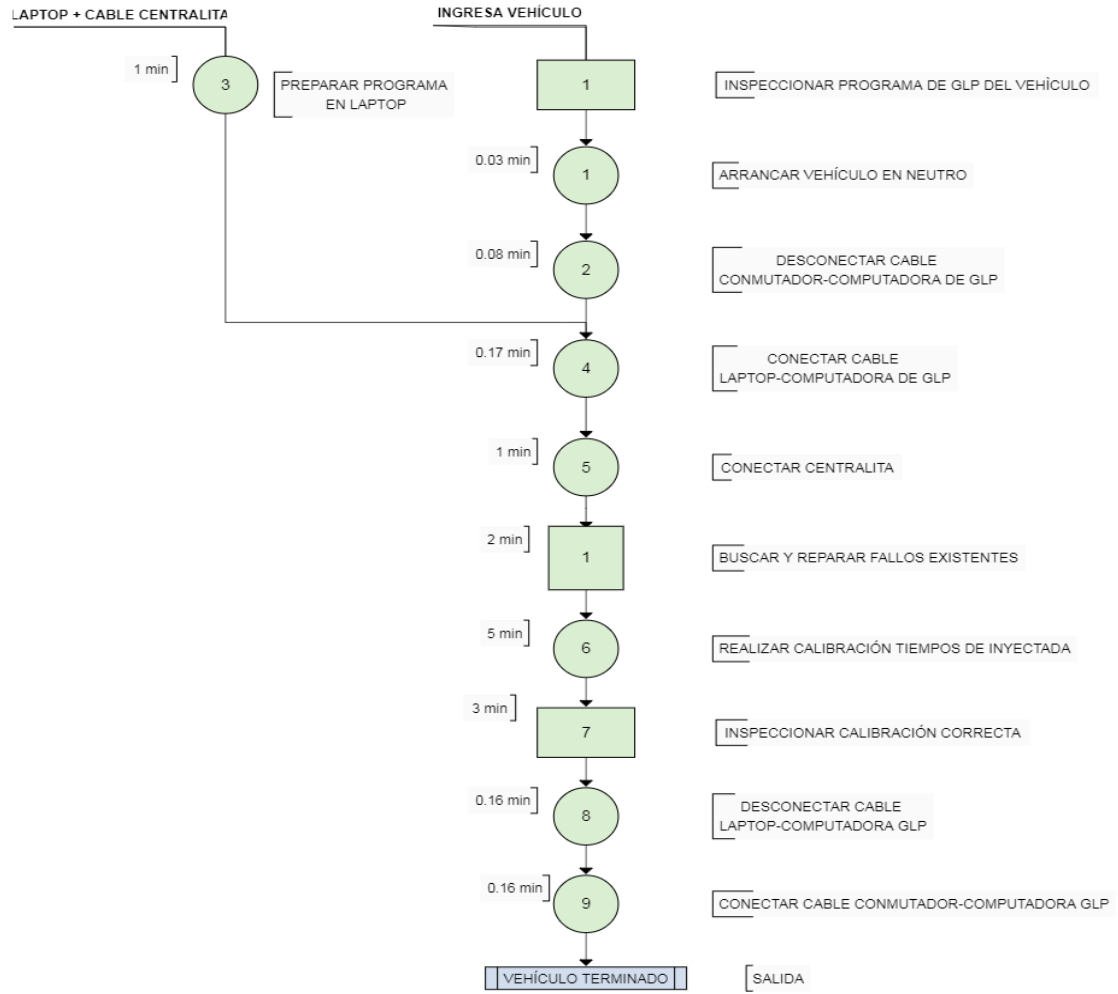 LAPTOP + CABLE CENTRALITA
INGRESA VEHÍCULO
1 min
3
PREPARAR PROGRAMA
EN LAPTOP
1
INSPECCIONAR PROGRAMA DE GLP DEL VEHÍCULO
0.03 min
1
ARRANCAR VEHÍCULO EN NEUTRO
0.08 min
2
DESCONECTAR CABLE
CONMUTADOR-COMPUTADORA DE GLP
0.17 min
4
CONECTAR CABLE
LAPTOP-COMPUTADORA DE GLP
1 min
5
CONECTAR CENTRALITA
2 min
1
BUSCAR Y REPARAR FALLOS EXISTENTES
5 min
6
REALIZAR CALIBRACIÓN TIEMPOS DE INYECTADA
3 min
7
INSPECCIONAR CALIBRACIÓN CORRECTA
0.16 min
8
DESCONECTAR CABLE
LAPTOP-COMPUTADORA GLP
0.16 min
9
CONECTAR CABLE CONMUTADOR-COMPUTADORA GLP
VEHÍCULO TERMINADO
SALIDA